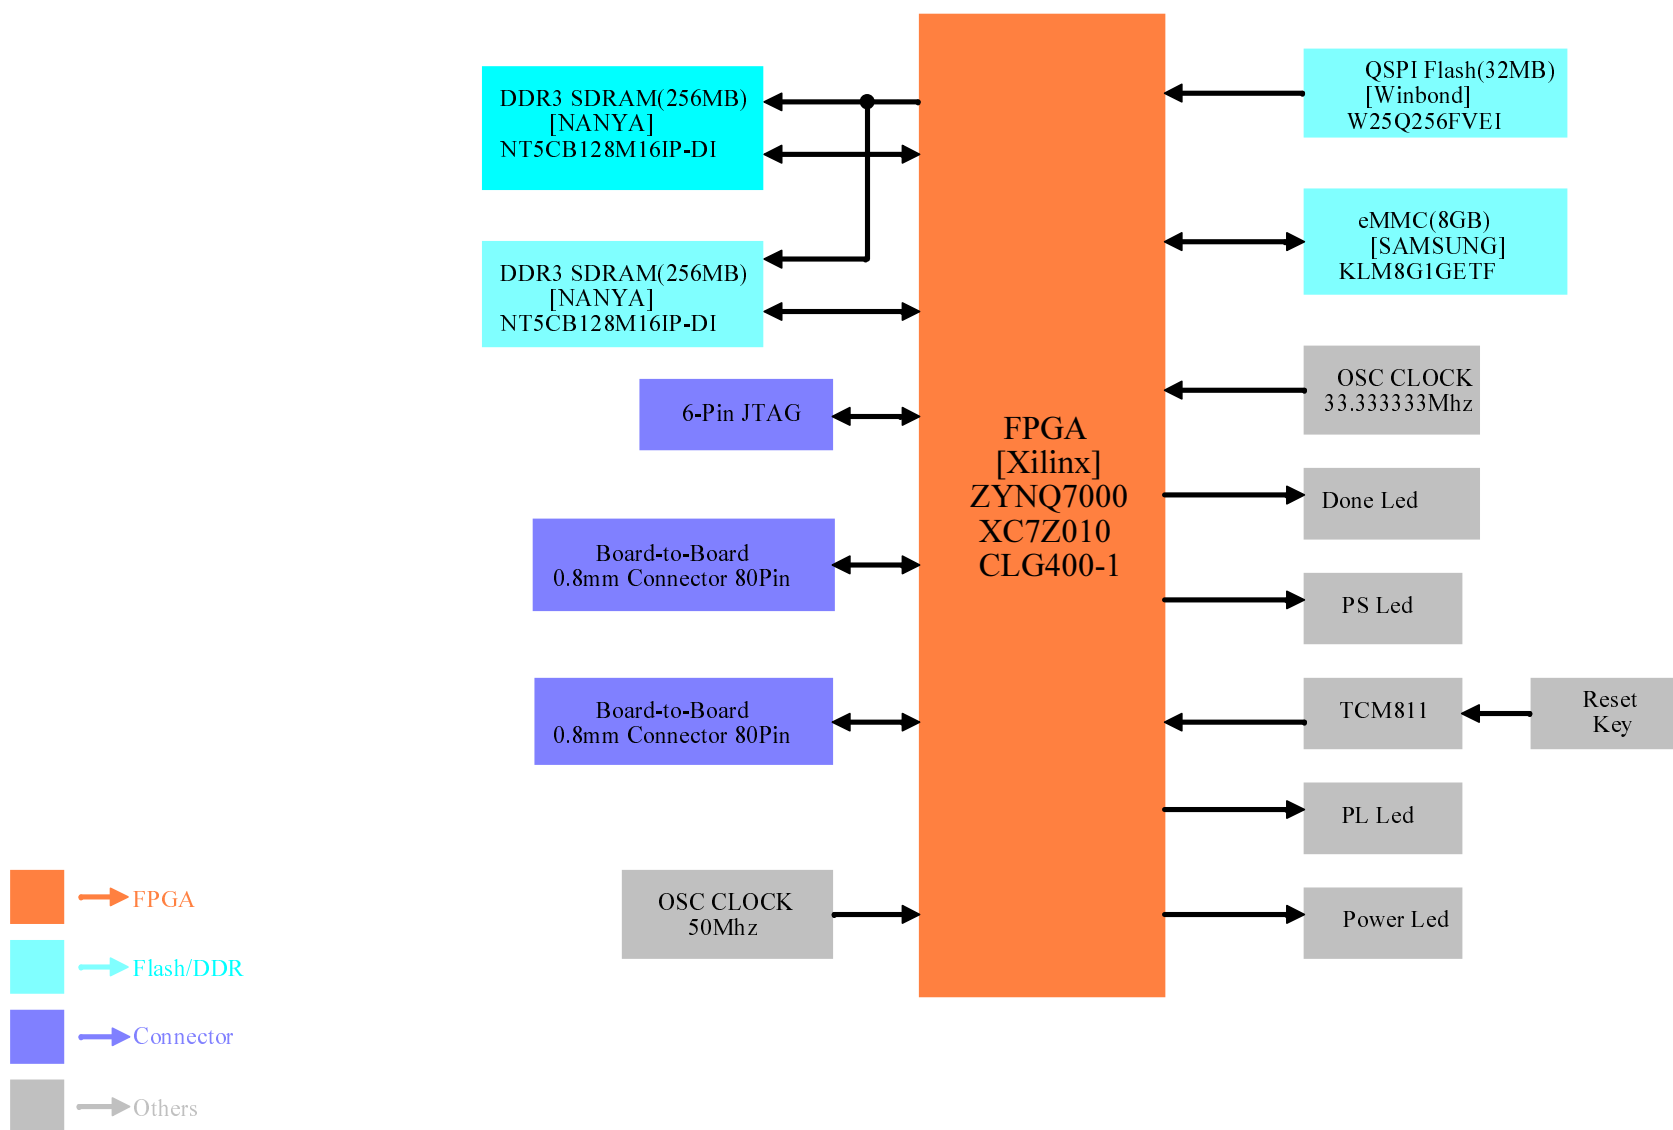 DDR3 SDRAM(256MB)
[NANYA]
NT5CB128M16IP-DI
DDR3 SDRAM(256MB)
[NANYA]
NT5CB128M16IP-DI
6-Pin JTAG
Board-to-Board
0.8mm Connector 80Pin
Board-to-Board
0.8mm Connector 80Pin
OSC CLOCK
50Mhz
FPGA
[Xilinx]
ZYNQ7000
XC7Z010
CLG400-1
QSPI Flash(32MB)
[Winbond]
W25Q256FVEI
eMMC(8GB)
[SAMSUNG]
KLM8G1GETF
OSC CLOCK
33.333333Mhz
Done Led
PS Led
TCM811
Reset
Key
PL Led
Power Led
FPGA
Flash/DDR
Connector
Others